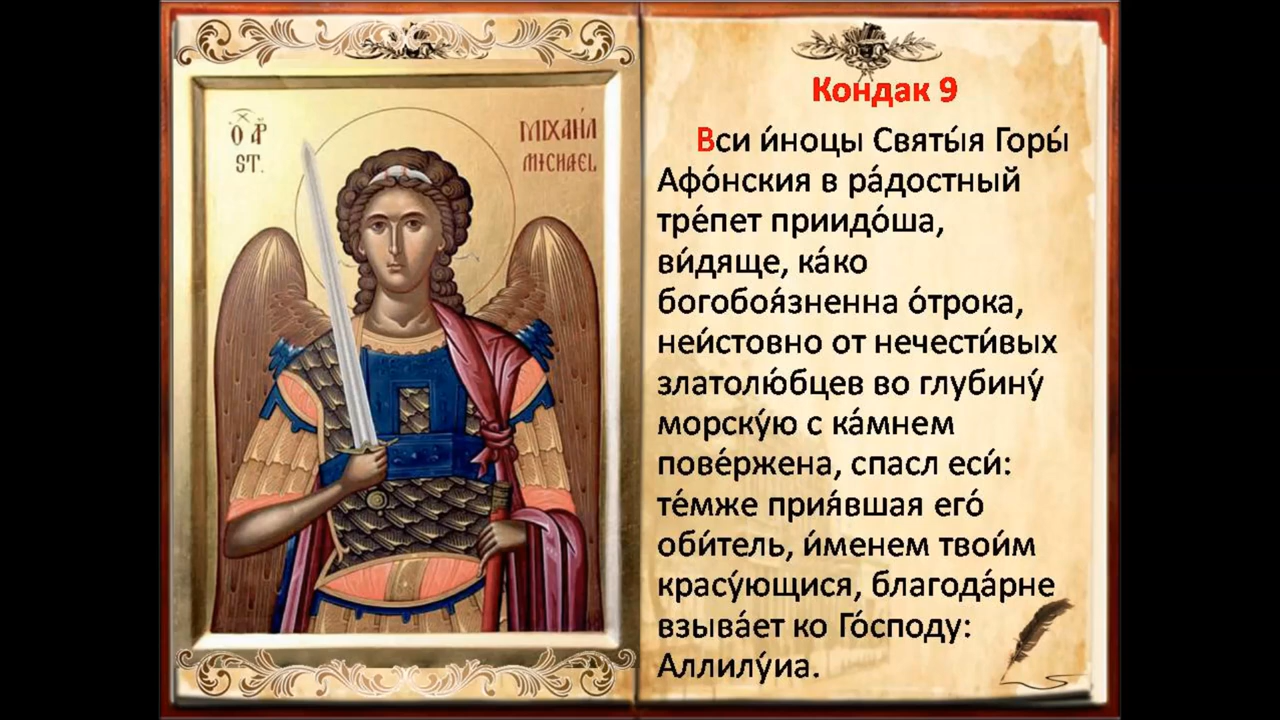 Ὁ ἈΡ
ST.
ΜΙΧΑΗΛ
MICHAEL
Кондак 9
Вси и́ноцы Святы́я Горы́
Афо́нския в ра́достный
тре́пет приидо́ша,
ви́дяще, ка́ко
богобоя́зненна о́трока,
неи́стовно от нечести́вых
златолю́бцев во глубину́
морску́ю с ка́мнем
пове́ржена, спасл еси́:
те́мже прия́вшая его́
оби́тель, и́менем твои́м
красу́ющися, благода́рне
взыва́ет ко Го́споду:
Аллилу́иа.